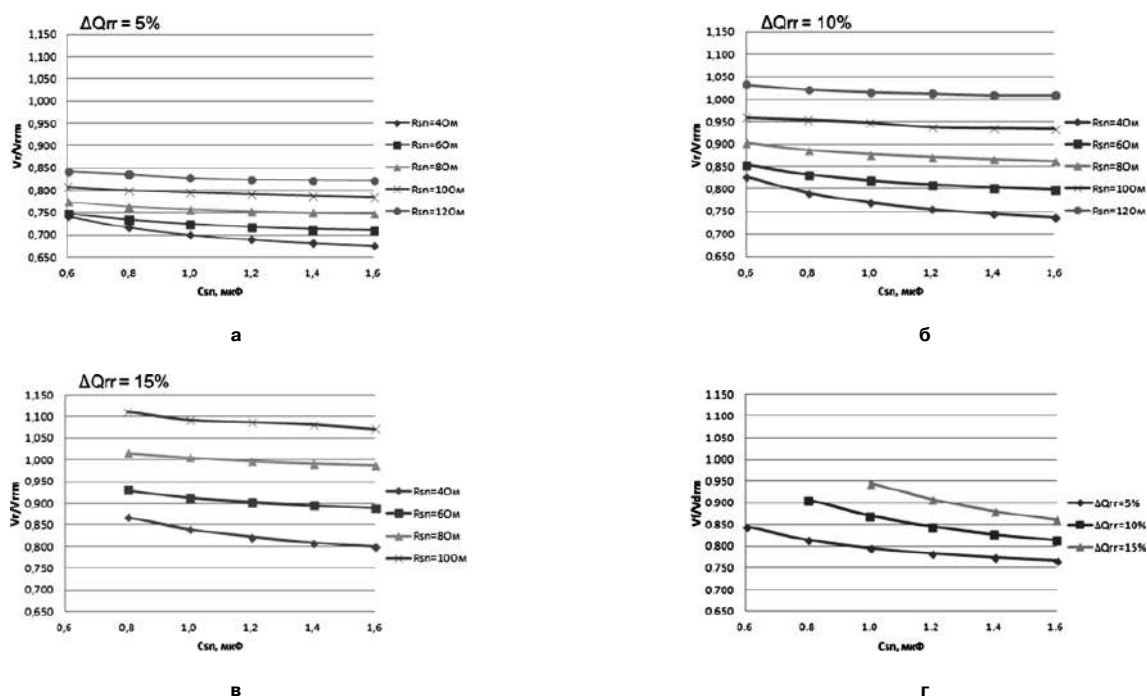 ΔQrr = 5%
1,150
1,100
1,050
1,000
0,950
0,900
0,850
0,800
0,750
0,700
0,650
Vr/Vrrm
0,6 0,8 1,0 1,2 1,4 1,6
Csn, мкФ
Rsn=4Ом
Rsn=6Ом
Rsn=8Ом
Rsn=10Ом
Rsn=12Ом
а
ΔQrr = 10%
1,150
1,100
1,050
1,000
0,950
0,900
0,850
0,800
0,750
0,700
0,650
Vr/Vrrm
0,6 0,8 1,0 1,2 1,4 1,6
Csn, мкФ
Rsn=4Ом
Rsn=6Ом
Rsn=8Ом
Rsn=10Ом
Rsn=12Ом
б
ΔQrr = 15%
1,150
1,100
1,050
1,000
0,950
0,900
0,850
0,800
0,750
0,700
0,650
Vr/Vrrm
0,6 0,8 1,0 1,2 1,4 1,6
Csn, мкФ
Rsn=4Ом
Rsn=6Ом
Rsn=8Ом
Rsn=10Ом
в
1.150
1.100
1.050
1.000
0.950
0.900
0.850
0.800
0.750
0.700
0.650
Vf/Vdrm
0.6 0.8 1.0 1.2 1.4 1.6
Csn, мкФ
ΔQrr=5%
ΔQrr=10%
ΔQrr=15%
г